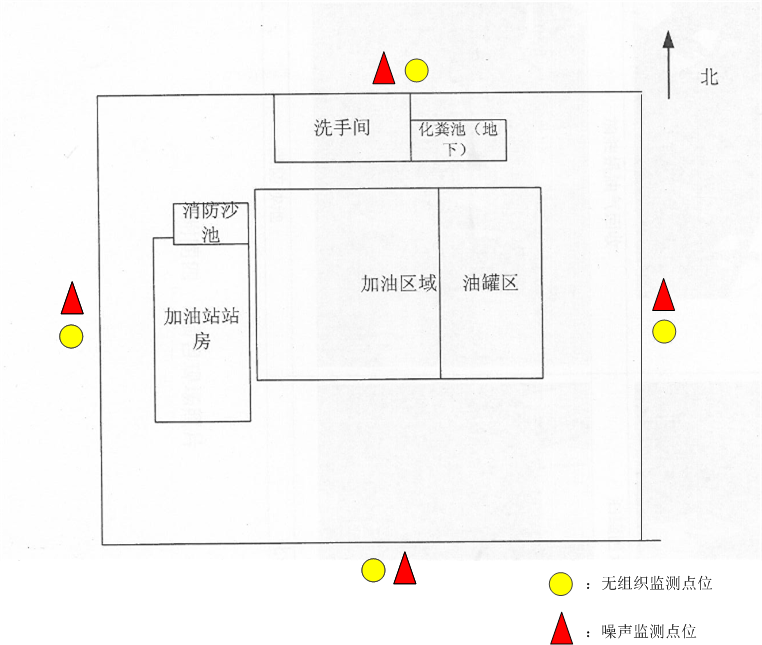 北
洗手间
化粪池（地
下）
消防沙
池
加油区域
油罐区
加油站站
房
：无组织监测点位
：噪声监测点位